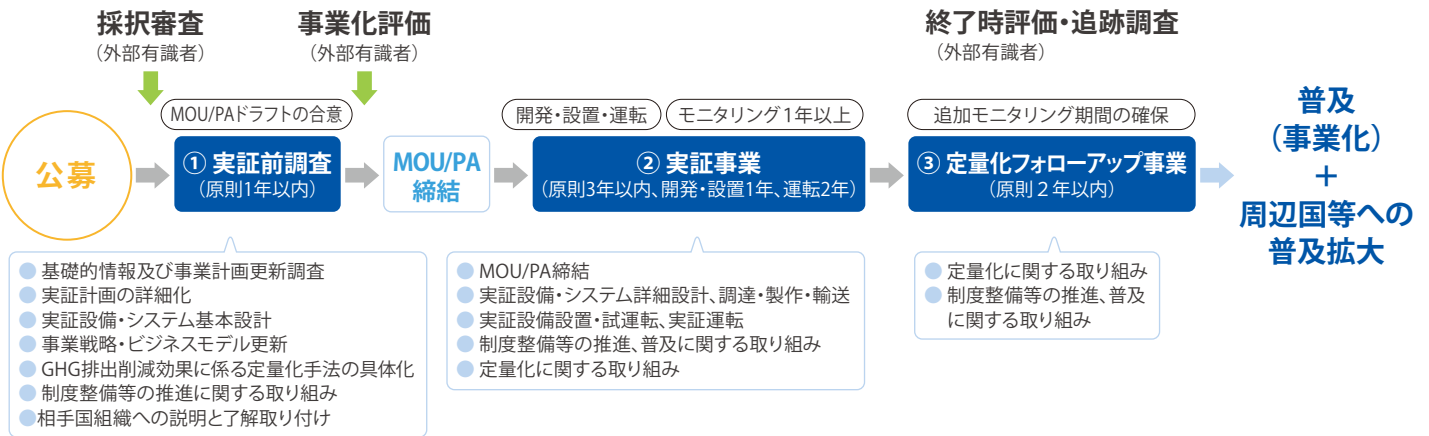 採択審査
（外部有識者）
事業化評価
（外部有識者）
終了時評価・追跡調査
（外部有識者）
公募
MOU/PAドラフトの合意
① 実証前調査
（原則1年以内）
MOU/PA
締結
開発・設置・運転
モニタリング1年以上
② 実証事業
（原則3年以内、開発・設置1年、運転2年）
追加モニタリング期間の確保
③ 定量化フォローアップ事業
（原則２年以内）
普及
（事業化）
＋
周辺国等への
普及拡大
● 基礎的情報及び事業計画更新調査
● 実証計画の詳細化
● 実証設備・システム基本設計
● 事業戦略・ビジネスモデル更新
● GHG排出削減効果に係る定量化手法の具体化
● 制度整備等の推進に関する取り組み
●相手国組織への説明と了解取り付け
● MOU/PA締結
● 実証設備・システム詳細設計、調達・製作・輸送
● 実証設備設置・試運転、実証運転
● 制度整備等の推進、普及に関する取り組み
● 定量化に関する取り組み
● 定量化に関する取り組み
● 制度整備等の推進、普及
に関する取り組み